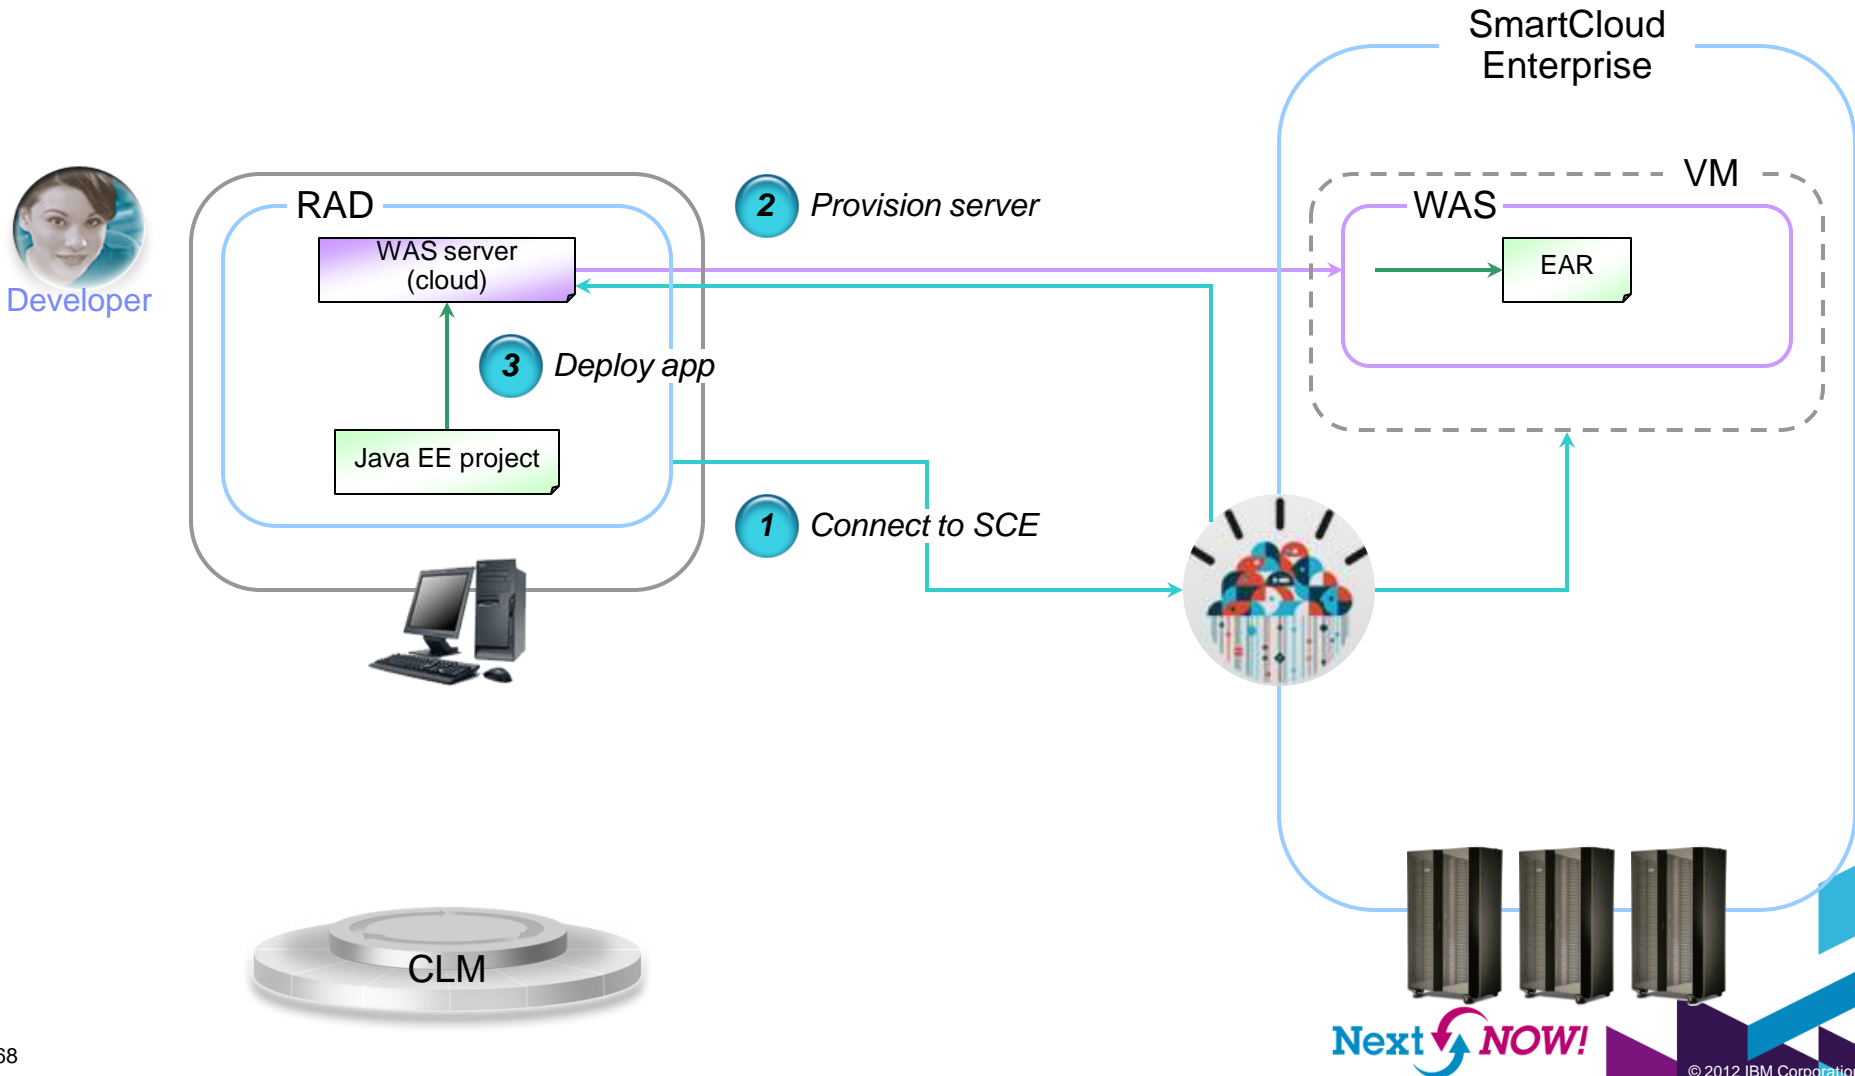 SmartCloud
Enterprise
VM
WAS
EAR
RAD
WAS server
(cloud)
Java EE project
Developer
2 Provision server
3 Deploy app
1 Connect to SCE
CLM
Next NOW!
68
© 2012 IBM Corporation